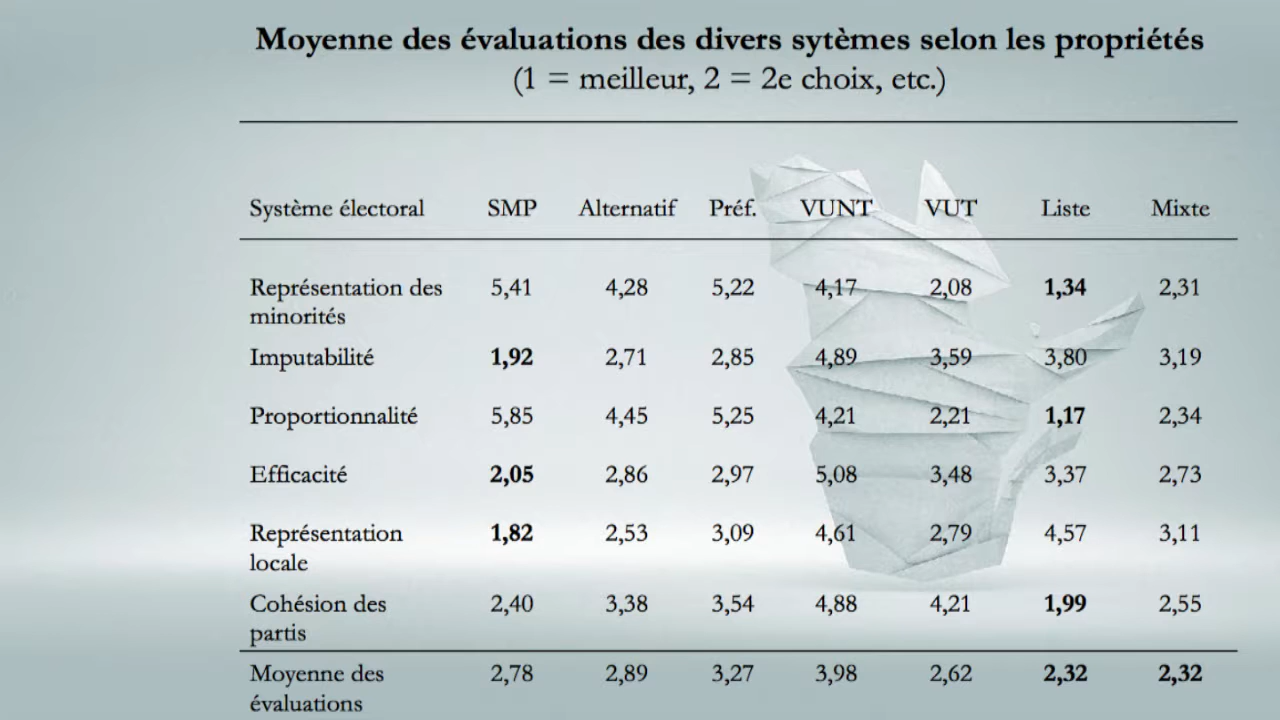 Moyenne des évaluations des divers sytèmes selon les propriétés
(1 = meilleur, 2 = 2e choix, etc.)
Système électoral SMP Alternatif Préf. VUNT VUT Liste Mixte
Représentation des 5,41 4,28 5,22 4,17 2,08 1,34 2,31
minorités
Imputabilité 1,92 2,71 2,85 4,89 3,59 3,80 3,19
Proportionnalité 5,85 4,45 5,25 4,21 2,21 1,17 2,34
Efficacité 2,05 2,86 2,97 5,08 3,48 3,37 2,73
Représentation 1,82 2,53 3,09 4,61 2,79 4,57 3,11
locale
Cohésion des 2,40 3,38 3,54 4,88 4,21 1,99 2,55
partis
Moyenne des 2,78 2,89 3,27 3,98 2,62 2,32 2,32
évaluations